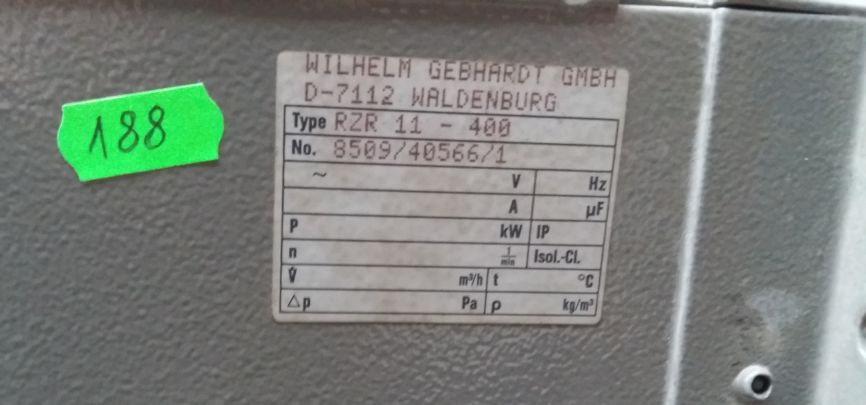 188
WILHELM GEBHARDT GMBH
D-7112 WALDENBURG
Type RZR 11 - 400
No. 8509/40566/1
~ V Hz
A µF
P kW IP
n 1/min Isol.-Cl.
V̇ m³/h t °C
△p Pa ρ kg/m³